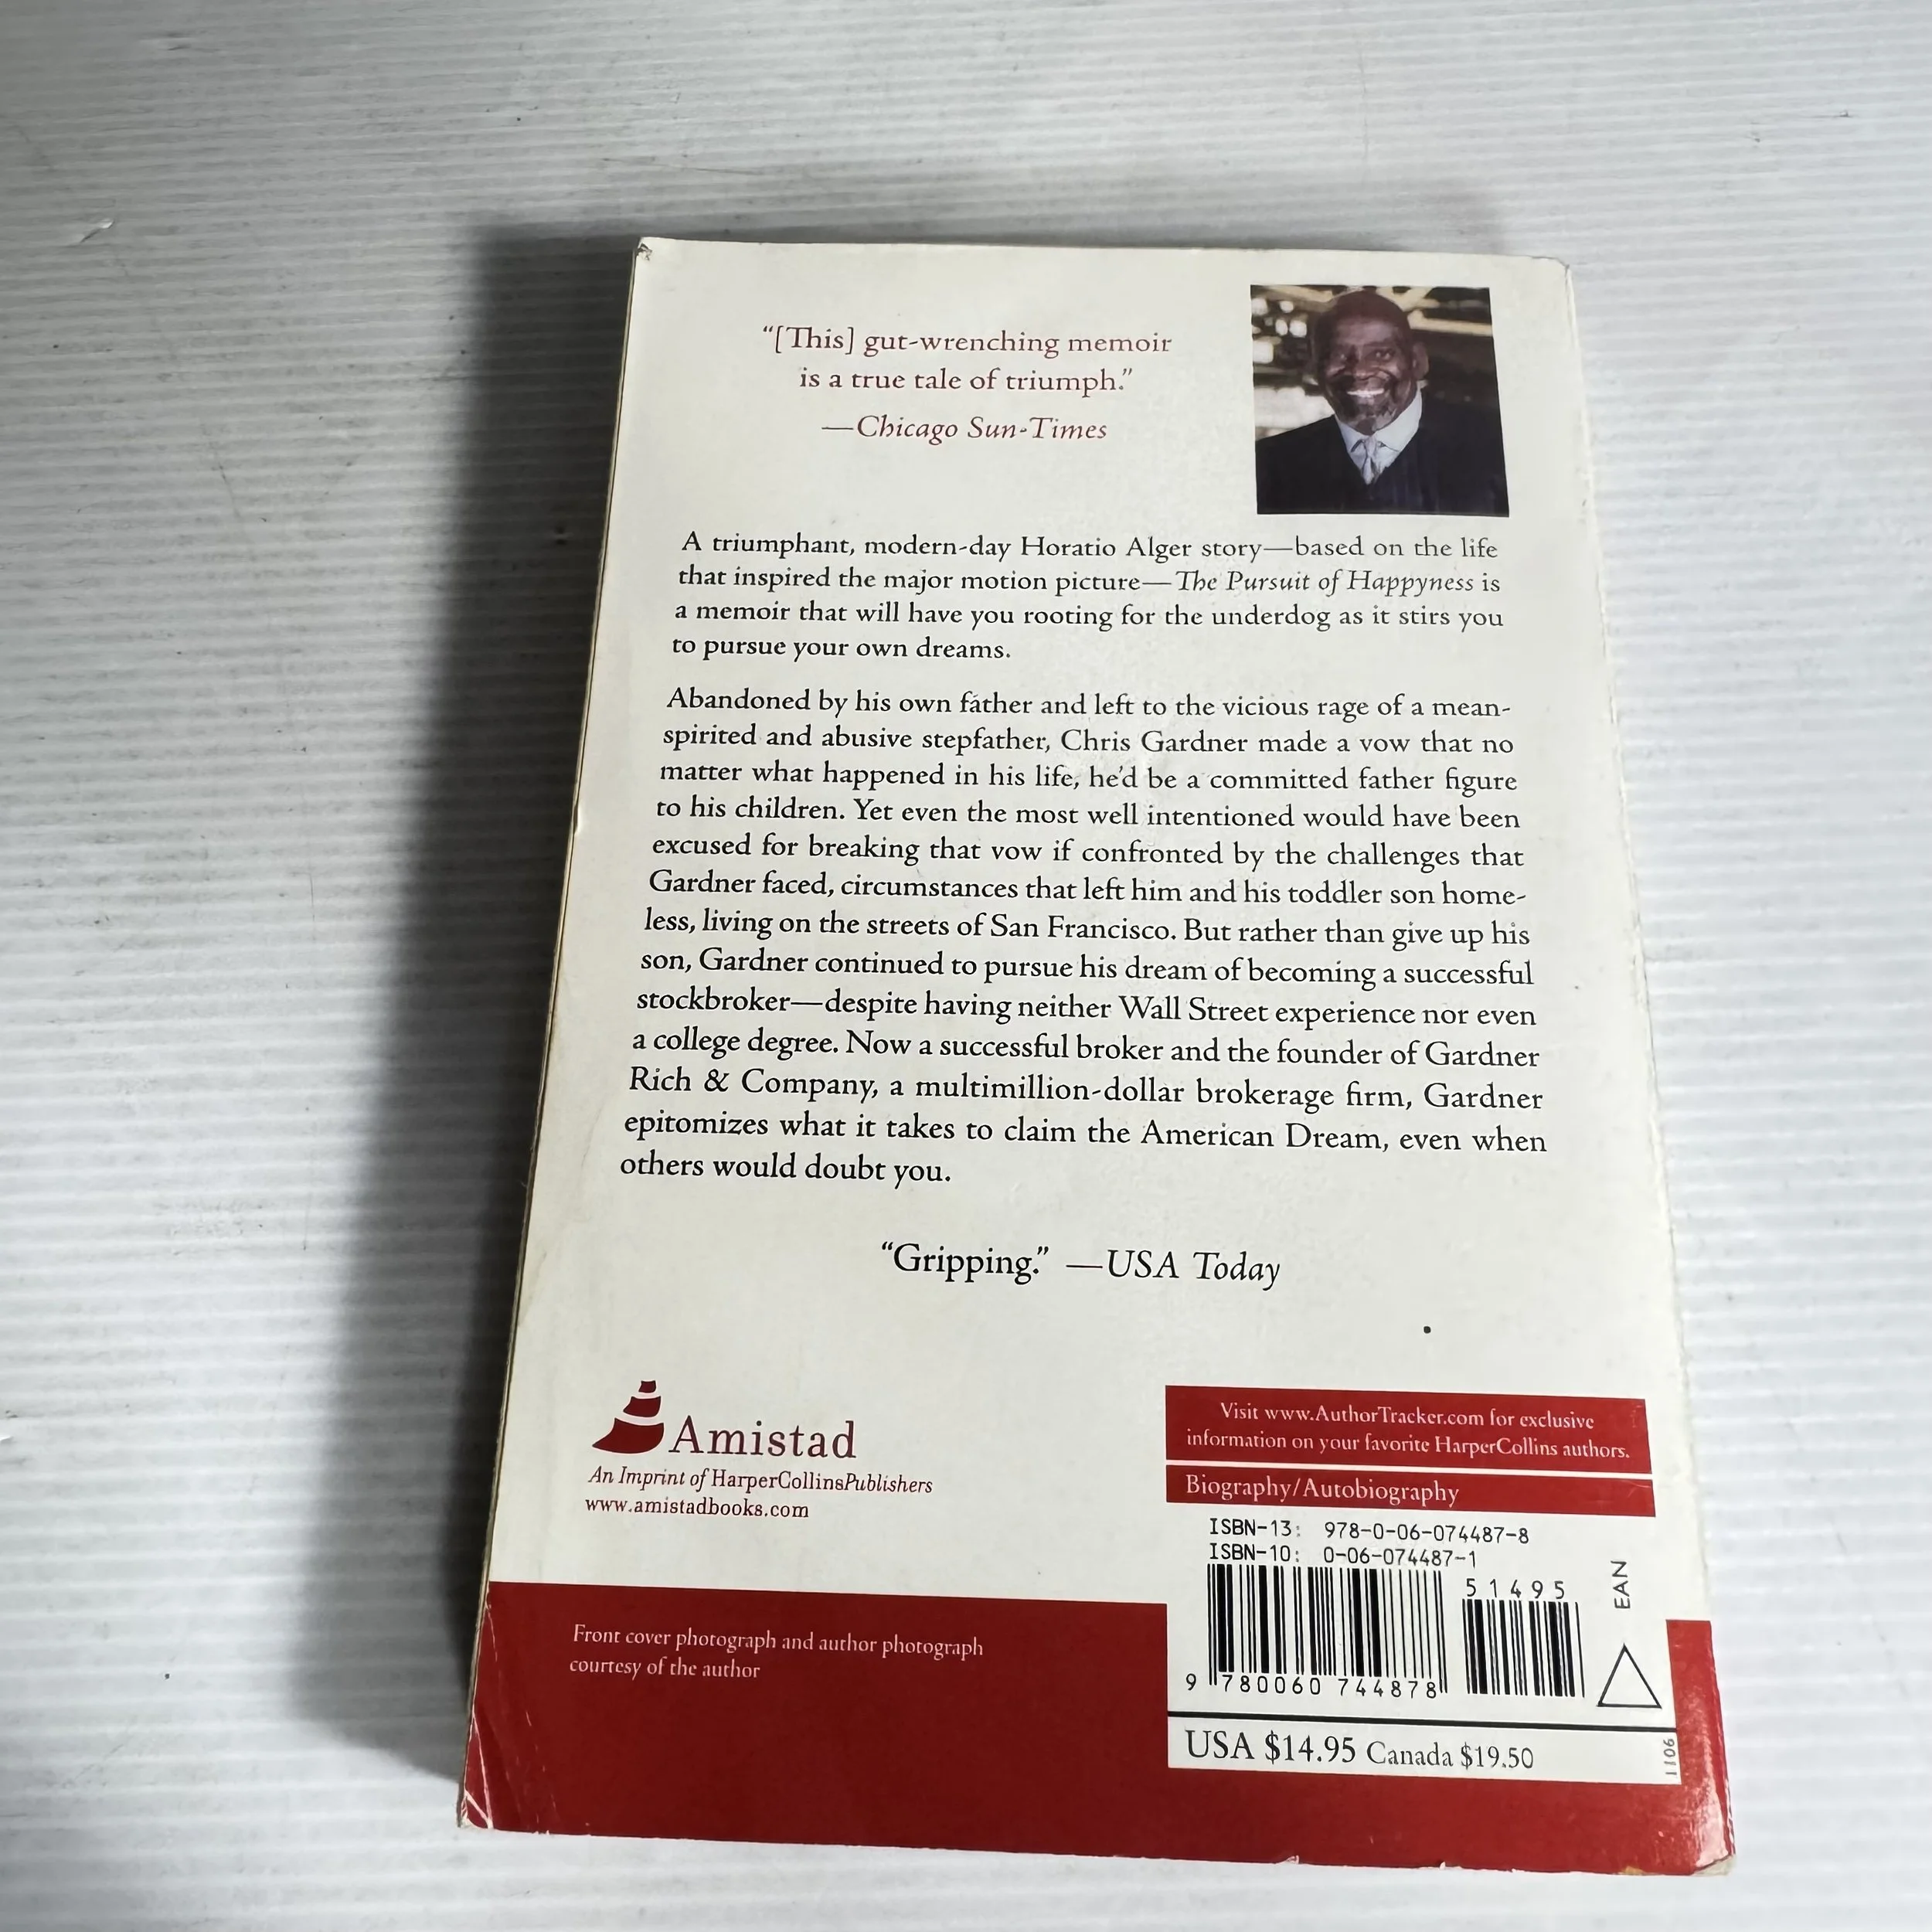 “[This] gut-wrenching memoir
is a true tale of triumph.”
—Chicago Sun-Times
A triumphant, modern-day Horatio Alger story—based on the life
that inspired the major motion picture—The Pursuit of Happyness is
a memoir that will have you rooting for the underdog as it stirs you
to pursue your own dreams.
Abandoned by his own father and left to the vicious rage of a mean-
spirited and abusive stepfather, Chris Gardner made a vow that no
matter what happened in his life, he’d be a committed father figure
to his children. Yet even the most well intentioned would have been
excused for breaking that vow if confronted by the challenges that
Gardner faced, circumstances that left him and his toddler son home-
less, living on the streets of San Francisco. But rather than give up his
son, Gardner continued to pursue his dream of becoming a successful
stockbroker—despite having neither Wall Street experience nor even
a college degree. Now a successful broker and the founder of Gardner
Rich & Company, a multimillion-dollar brokerage firm, Gardner
epitomizes what it takes to claim the American Dream, even when
others would doubt you.
“Gripping.” —USA Today
Amistad
An Imprint of HarperCollinsPublishers
www.amistadbooks.com
Visit www.AuthorTracker.com for exclusive
information on your favorite HarperCollins authors.
Biography/Autobiography
ISBN-13: 978-0-06-074487-8
ISBN-10: 0-06-074487-1
51495
EAN
9 780060 744878
USA $14.95 Canada $19.50
1106
Front cover photograph and author photograph
courtesy of the author